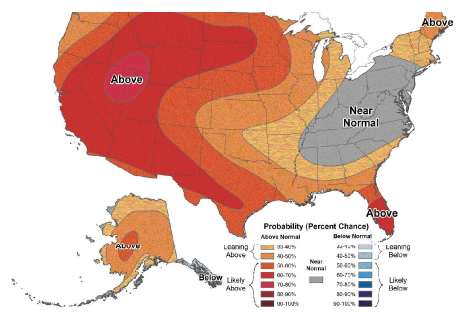 Above
Above
Near
Normal
Above
Above
Below
Probability (Percent Chance)
Above Normal
Below Normal
Leaning
Above
Likely
Above
33-40%
40-50%
50-60%
60-70%
70-80%
80-90%
90-100%
Near
Normal
33-40%
40-50%
50-60%
60-70%
70-80%
80-90%
90-100%
Leaning
Below
Likely
Below